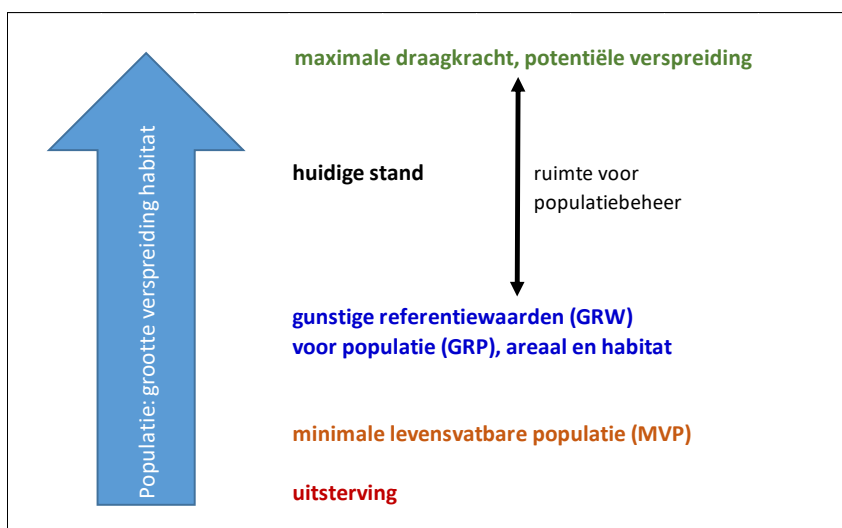 maximale draagkracht, potentiële verspreiding
Populatie: grootte verspreiding habitat
huidige stand
ruimte voor
populatiebeheer
gunstige referentiewaarden (GRW)
voor populatie (GRP), areaal en habitat
minimale levensvatbare populatie (MVP)
uitsterving